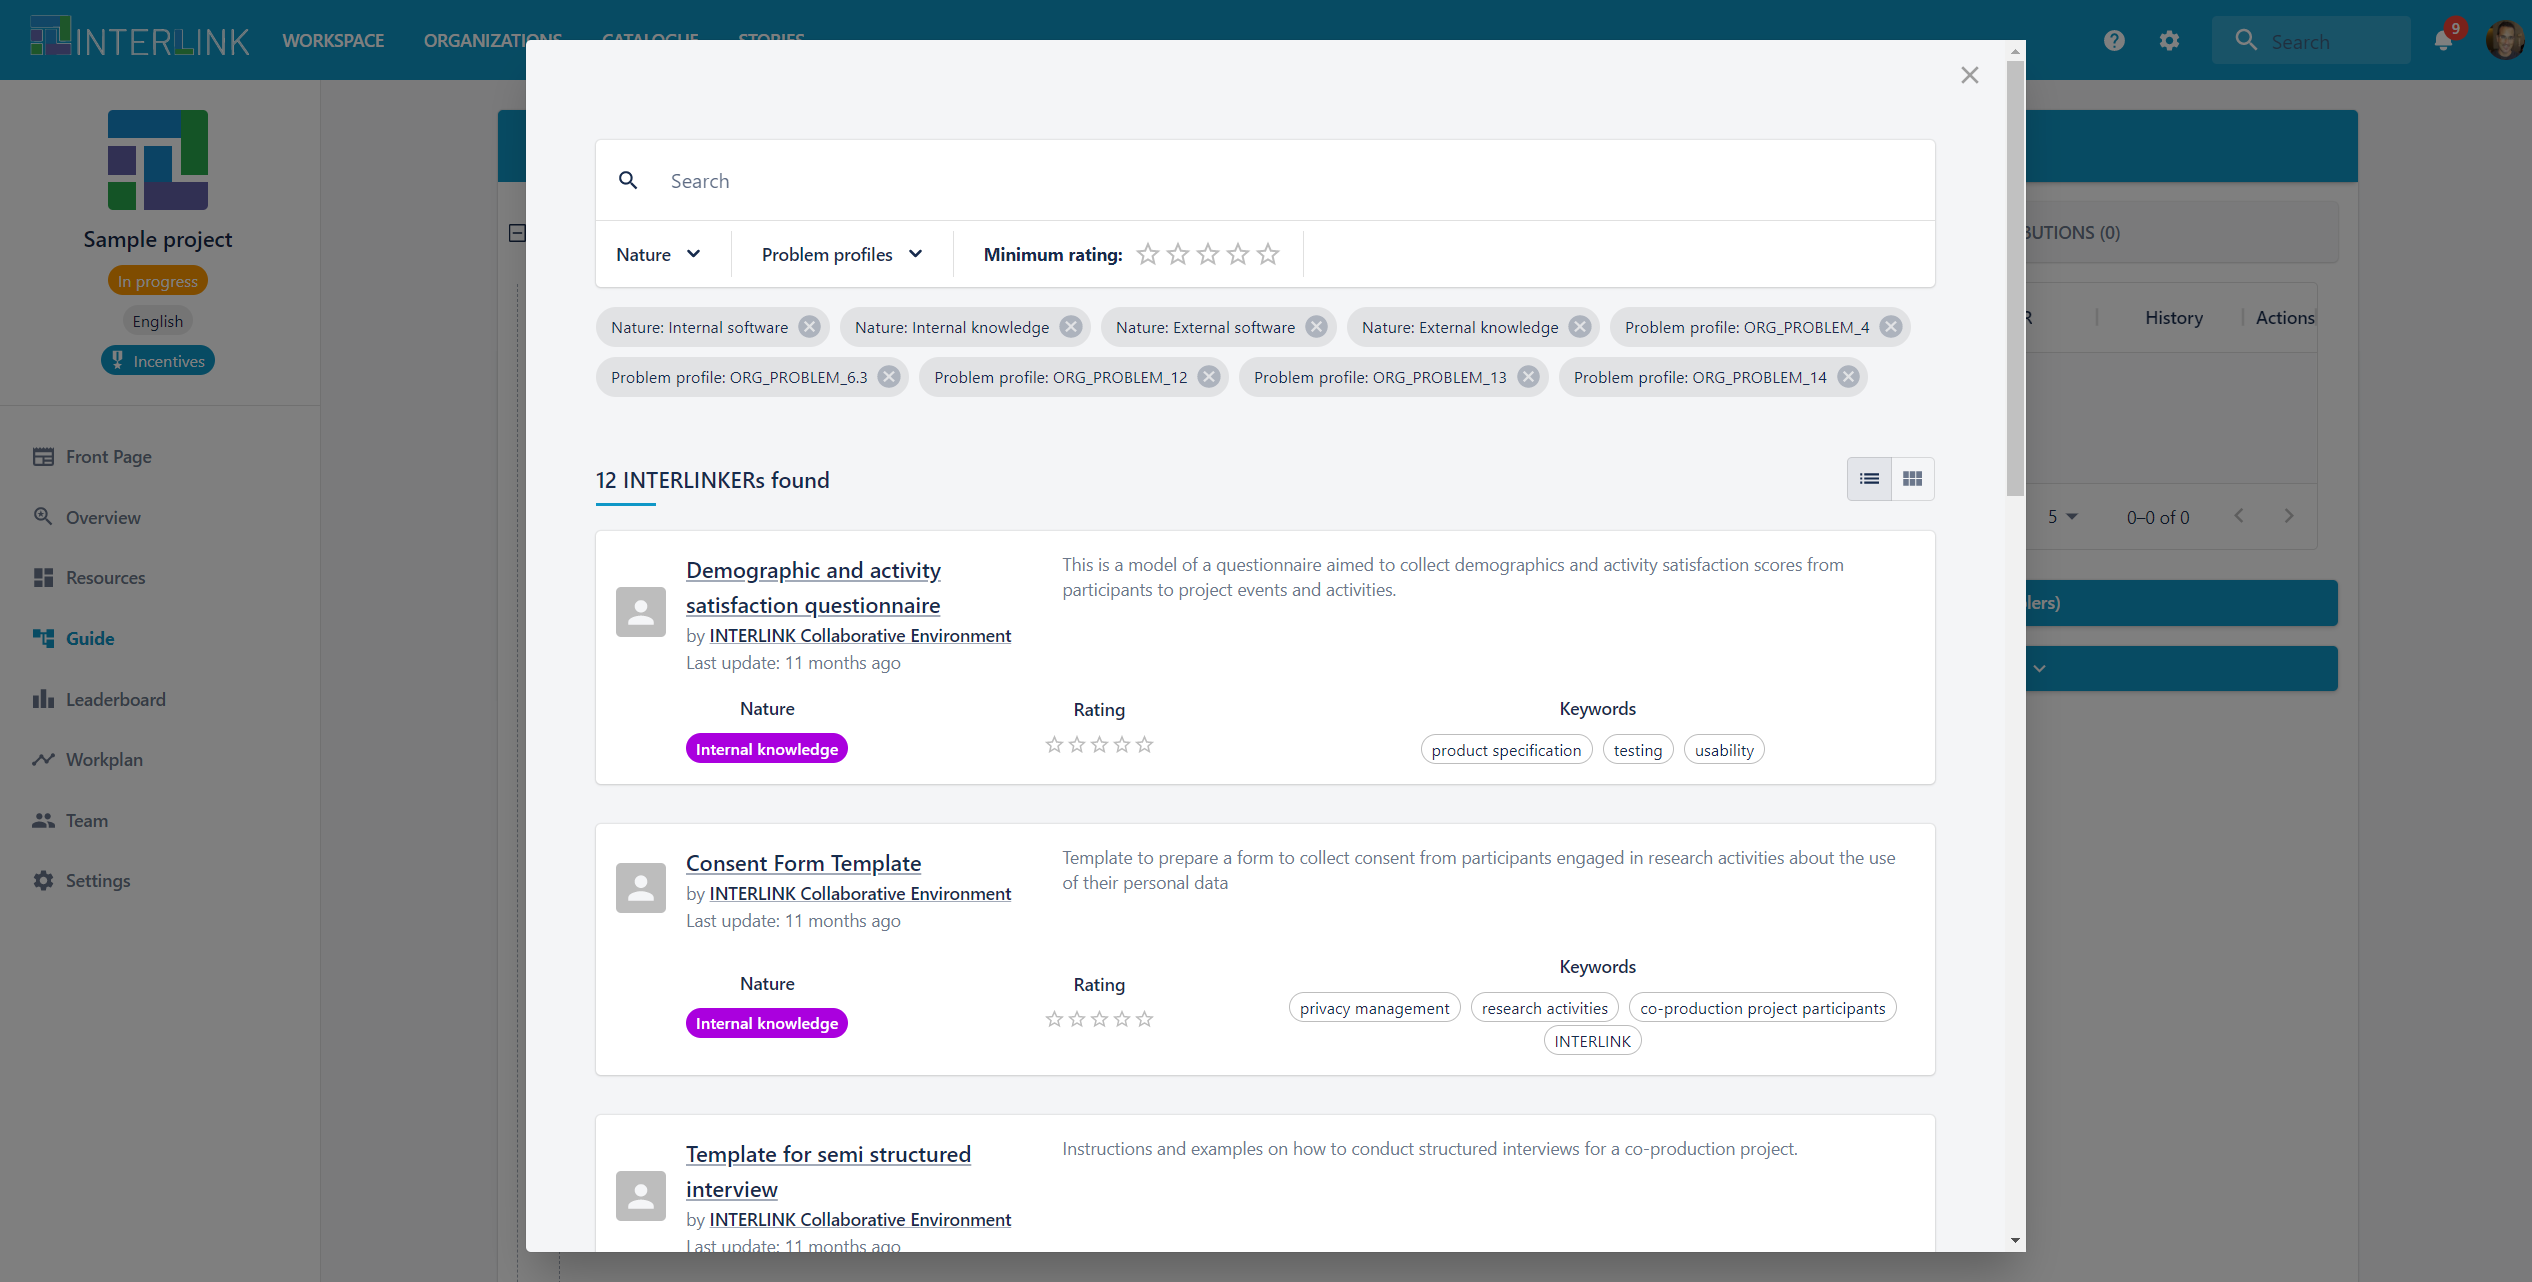 INTERLINK
WORKSPACE
ORGANIZATIONS
CATALOGUE
STORIES
Search
9
Sample project
In progress
English
Incentives
Front Page
Overview
Resources
Guide
Leaderboard
Workplan
Team
Settings
Search
Nature
Problem profiles
Minimum rating:
Nature: Internal software
Nature: Internal knowledge
Nature: External software
Nature: External knowledge
Problem profile: ORG_PROBLEM_4
Problem profile: ORG_PROBLEM_6.3
Problem profile: ORG_PROBLEM_12
Problem profile: ORG_PROBLEM_13
Problem profile: ORG_PROBLEM_14
12 INTERLINKERs found
Demographic and activity
satisfaction questionnaire
by INTERLINK Collaborative Environment
Last update: 11 months ago
This is a model of a questionnaire aimed to collect demographics and activity satisfaction scores from
participants to project events and activities.
Nature
Internal knowledge
Rating
Keywords
product specification
testing
usability
Consent Form Template
by INTERLINK Collaborative Environment
Last update: 11 months ago
Template to prepare a form to collect consent from participants engaged in research activities about the use
of their personal data
Nature
Internal knowledge
Rating
Keywords
privacy management
research activities
co-production project participants
INTERLINK
Template for semi structured
interview
by INTERLINK Collaborative Environment
Last update: 11 months ago
Instructions and examples on how to conduct structured interviews for a co-production project.
BUTIONS (0)
R
History
Actions
5
0–0 of 0
lers)